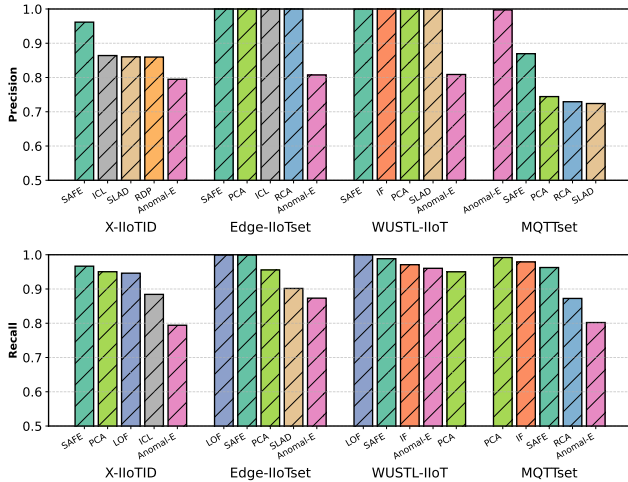 Precision
1.0
0.9
0.8
0.7
0.6
0.5
SAFE ICL SLAD RDP Anomal-E
SAFE PCA ICL RCA Anomal-E
SAFE IF PCA SLAD Anomal-E
Anomal-E SAFE PCA RCA SLAD
X-IIoTID Edge-IIoTset WUSTL-IIoT MQTTset
Recall
1.0
0.9
0.8
0.7
0.6
0.5
SAFE PCA LOF ICL Anomal-E
LOF SAFE PCA SLAD Anomal-E
LOF SAFE IF Anomal-E PCA
PCA IF SAFE RCA Anomal-E
X-IIoTID Edge-IIoTset WUSTL-IIoT MQTTset